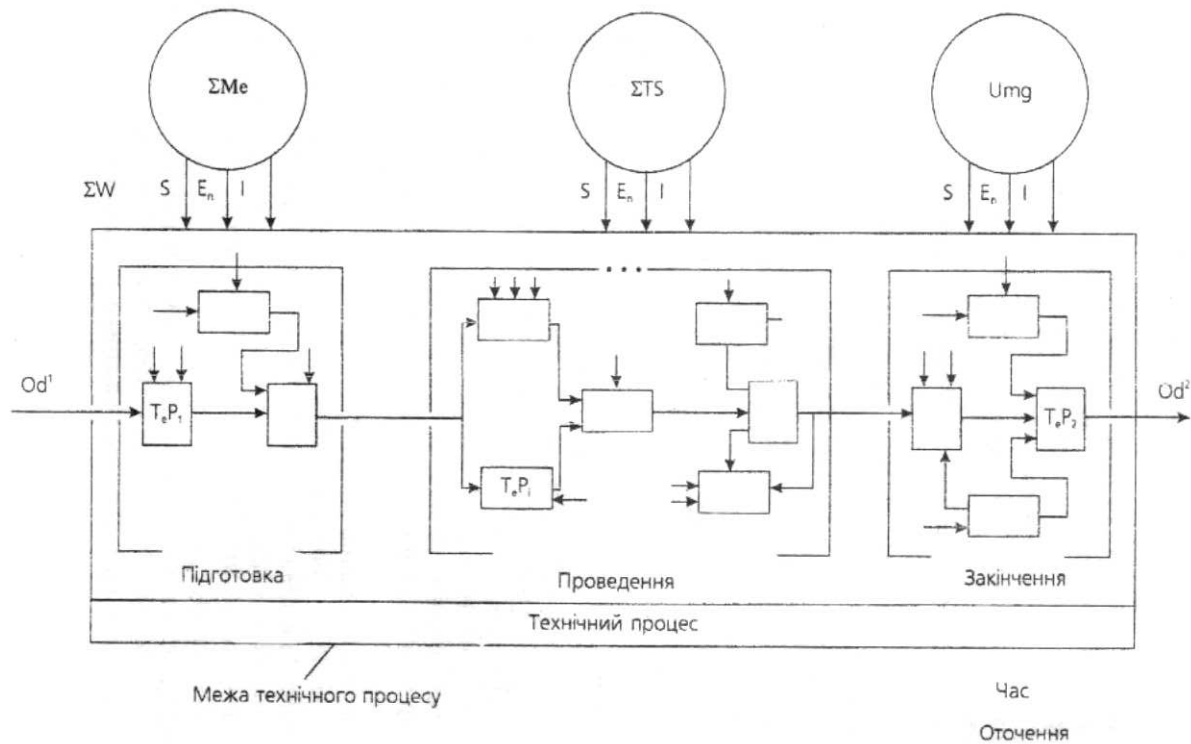 ΣMe
ΣTS
Umg
ΣW S Eₙ I
S Eₙ I
S Eₙ I
Od¹
TₑP₁
TₑPᵢ
TₑP₂
Od²
Підготовка
Проведення
Закінчення
Технічний процес
Межа технічного процесу
Час
Оточення